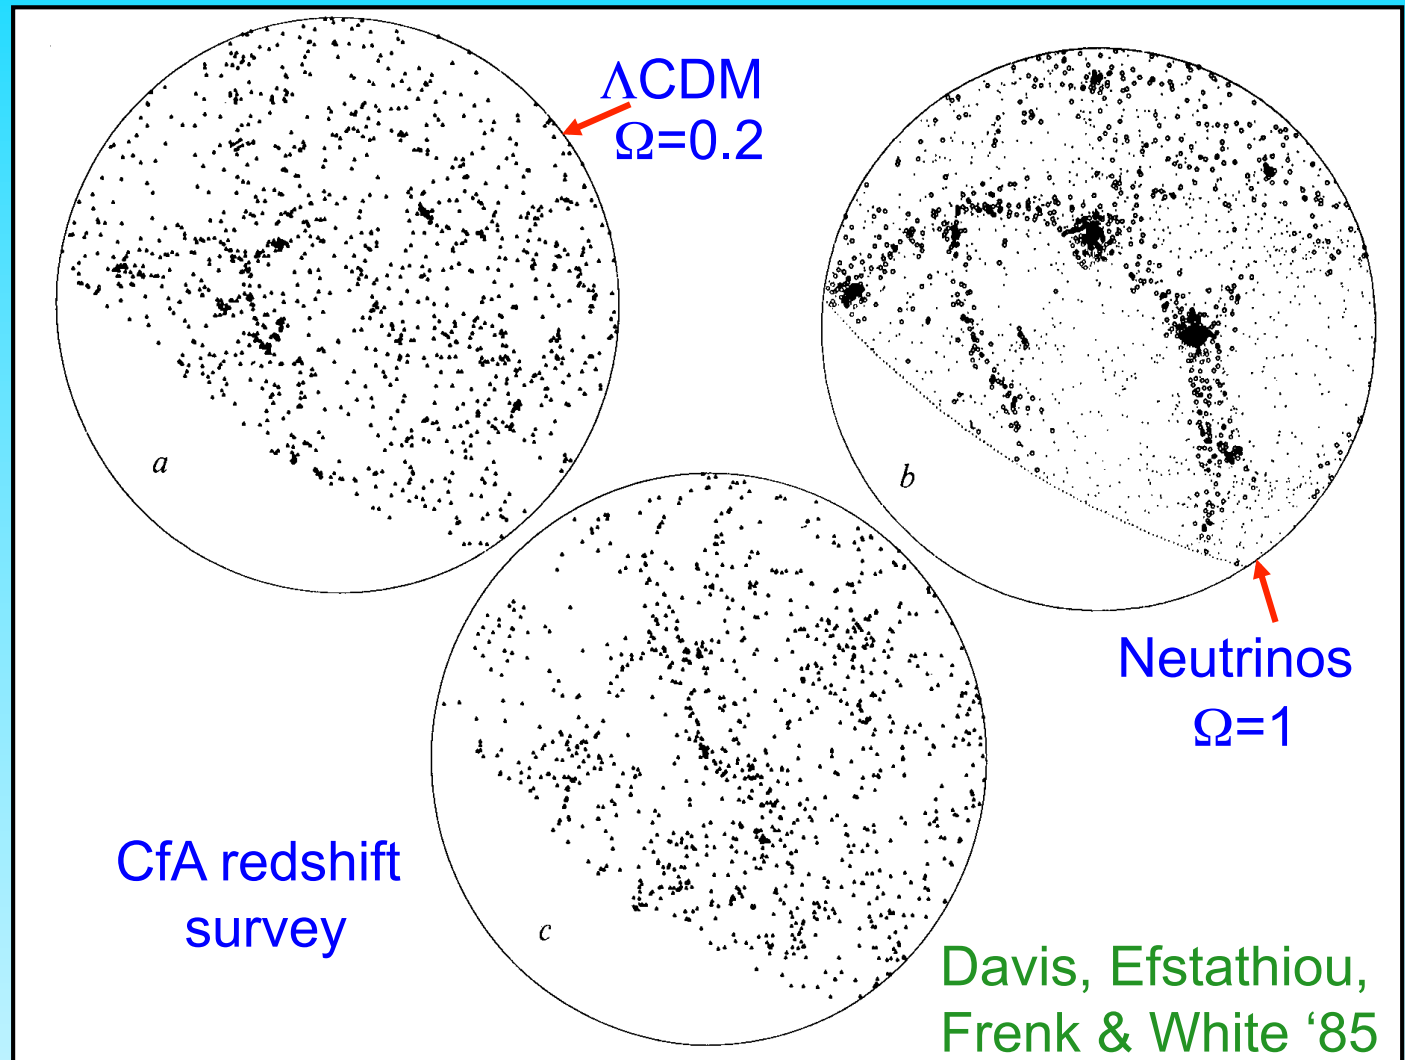 ΛCDM
Ω=0.2
a
b
Neutrinos
Ω=1
CfA redshift
survey
c
Davis, Efstathiou,
Frenk & White ‘85